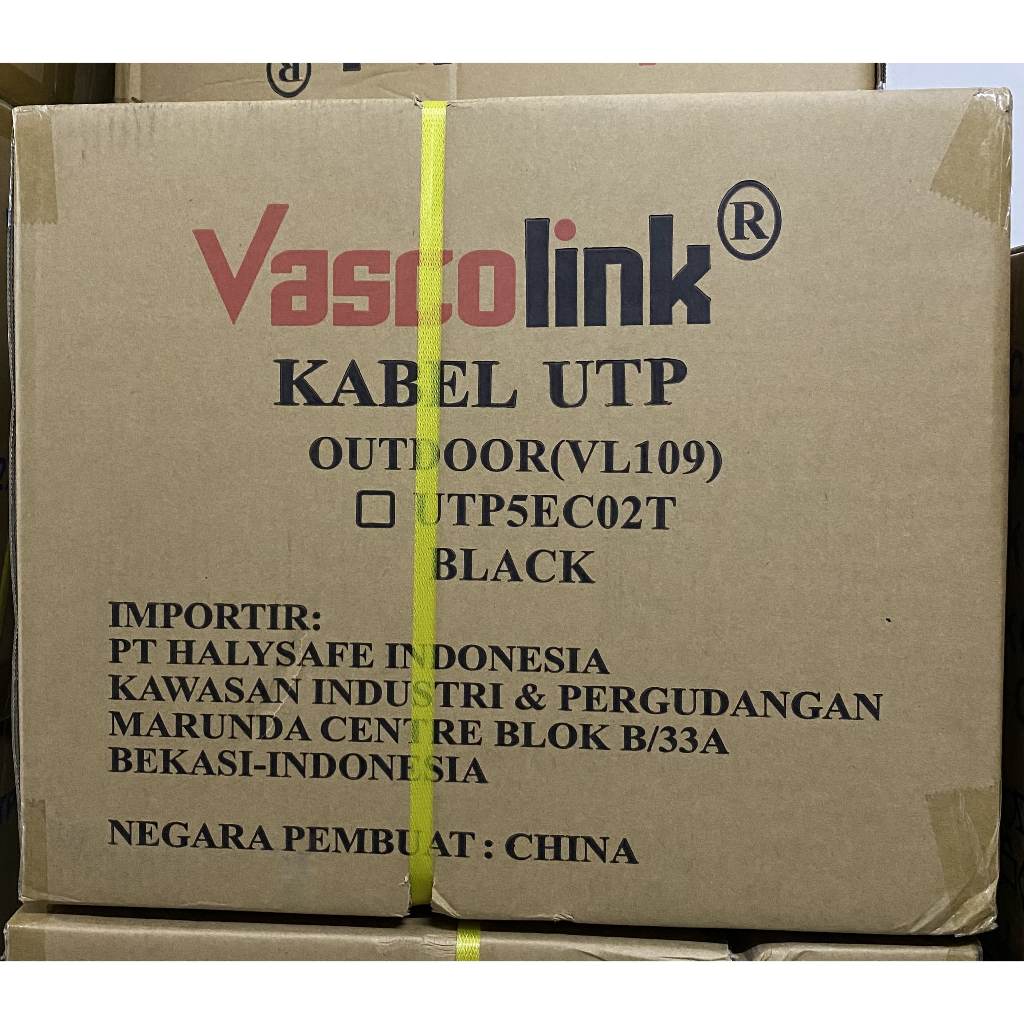 Vascolink®
KABEL UTP
OUTDOOR(VL109)
UTP5EC02T
BLACK
IMPORTIR:
PT HALYSAFE INDONESIA
KAWASAN INDUSTRI & PERGUDANGAN
MARUNDA CENTRE BLOK B/33A
BEKASI-INDONESIA
NEGARA PEMBUAT : CHINA